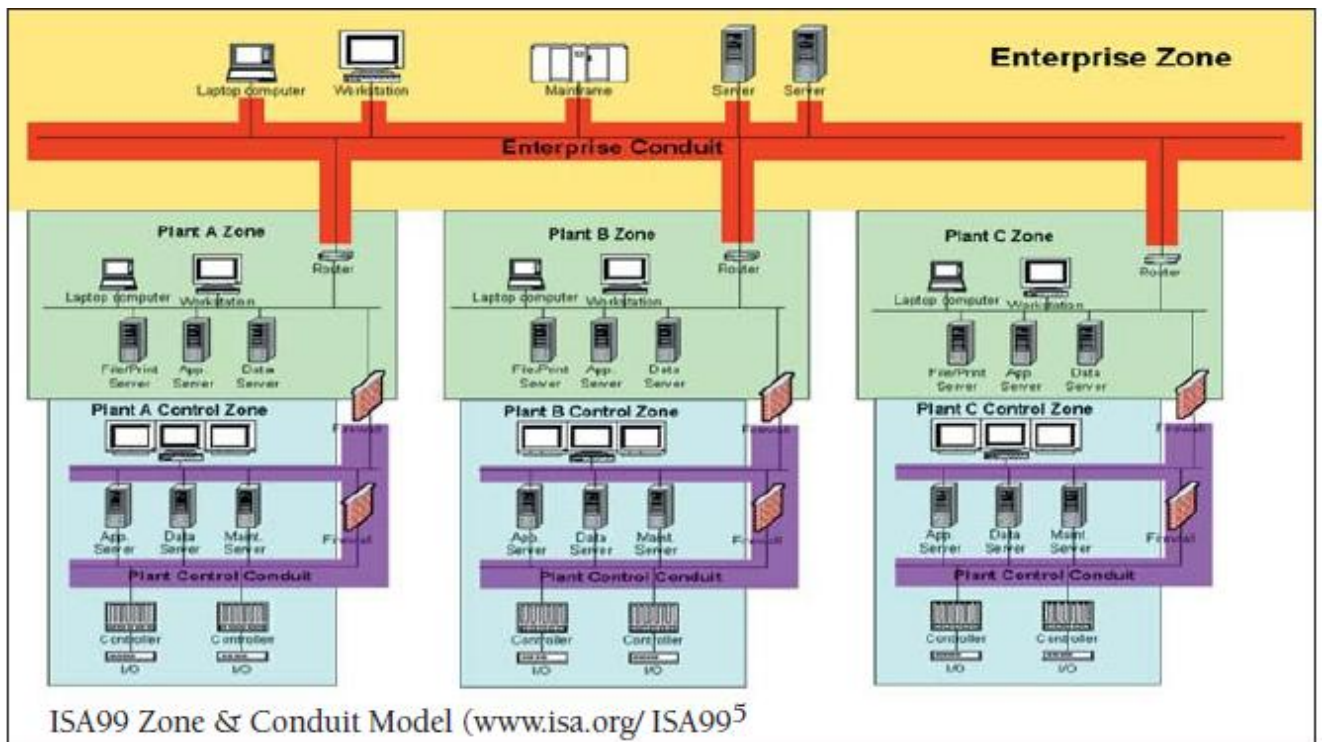 Enterprise Zone
Laptop computer Workstation Mainframe Server Server
Enterprise Conduit
Plant A Zone
Router
Laptop computer Workstation
File/Print Server App. Server Data Server
Firewall
Plant A Control Zone
App. Server Data Server Maint. Server
Firewall
Plant Control Conduit
Controller Controller
I/O I/O
Plant B Zone
Router
Laptop computer Workstation
File/Print Server App. Server Data Server
Firewall
Plant B Control Zone
App. Server Data Server Maint. Server
Firewall
Plant Control Conduit
Controller Controller
I/O I/O
Plant C Zone
Router
Laptop computer Workstation
File/Print Server App Server Data Server
Firewall
Plant C Control Zone
App. Server Data Server Maint. Server
Firewall
Plant Control Conduit
Controller Controller
I/O I/O
ISA99 Zone & Conduit Model (www.isa.org/ ISA99⁵